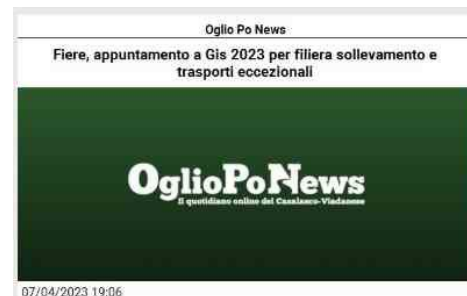 Oglio Po News
Fiere, appuntamento a Gis 2023 per filiera sollevamento e
trasporti eccezionali
OglioPoNews
Il quotidiano online del Casalasco-Viadanese
07/04/2023 19:06